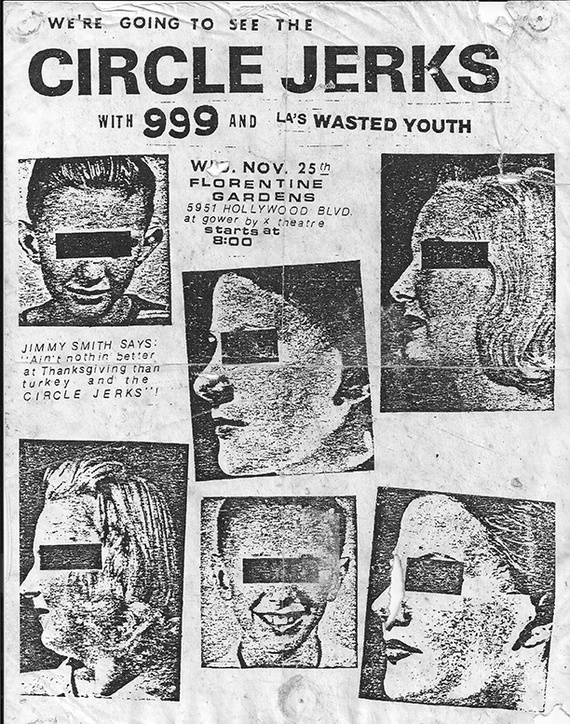 WE'RE GOING TO SEE THE
CIRCLE JERKS
WITH 999 AND LA'S WASTED YOUTH
WED. NOV. 25th
FLORENTINE
GARDENS
5951 HOLLYWOOD BLVD.
at gower by x theatre
starts at
8:00
JIMMY SMITH SAYS:
"Ain't nothin better
at Thanksgiving than
turkey and the
CIRCLE JERKS"!